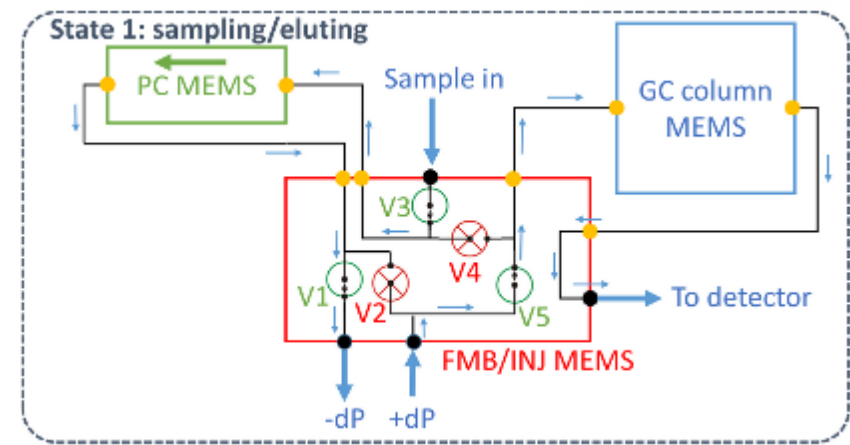 State 1: sampling/eluting
PC MEMS
Sample in
GC column
MEMS
V3
V4
V1
V2
V5
To detector
FMB/INJ MEMS
-dP
+dP